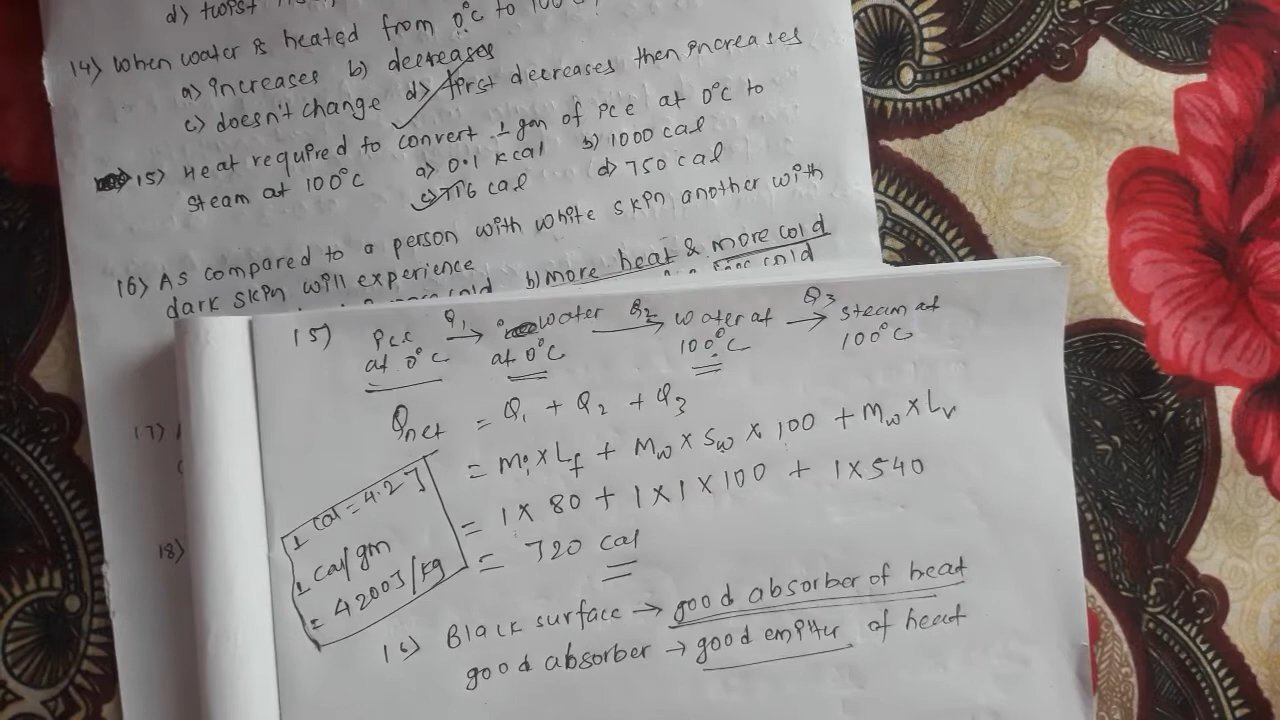 d) twist
14) When water is heated from 0°c to 100°
a) increases b) decreases
c) doesn't change d) first decreases then increases
15) Heat required to convert 1 gm of ice at 0°c to
steam at 100°c a) 0.1 kcal b) 1000 cal
c) 716 cal d) 750 cal
16) As compared to a person with white skin another with
dark skin will experience
b) more heat & more cold
cold
15) Ice Q₁ → water Q₂ → water at Q₃ → steam at
at 0°C at 0°C 100°C 100°C
Qnet = Q₁ + Q₂ + Q₃
= Mi × Lf + Mw × Sw × 100 + Mw × Lv
= 1 × 80 + 1 × 1 × 100 + 1 × 540
= 720 cal
1 cal = 4.2 J
1 cal/gm
= 4200 J/kg
16) Black surface → good absorber of heat
good absorber → good emitter of heat
17)
18)